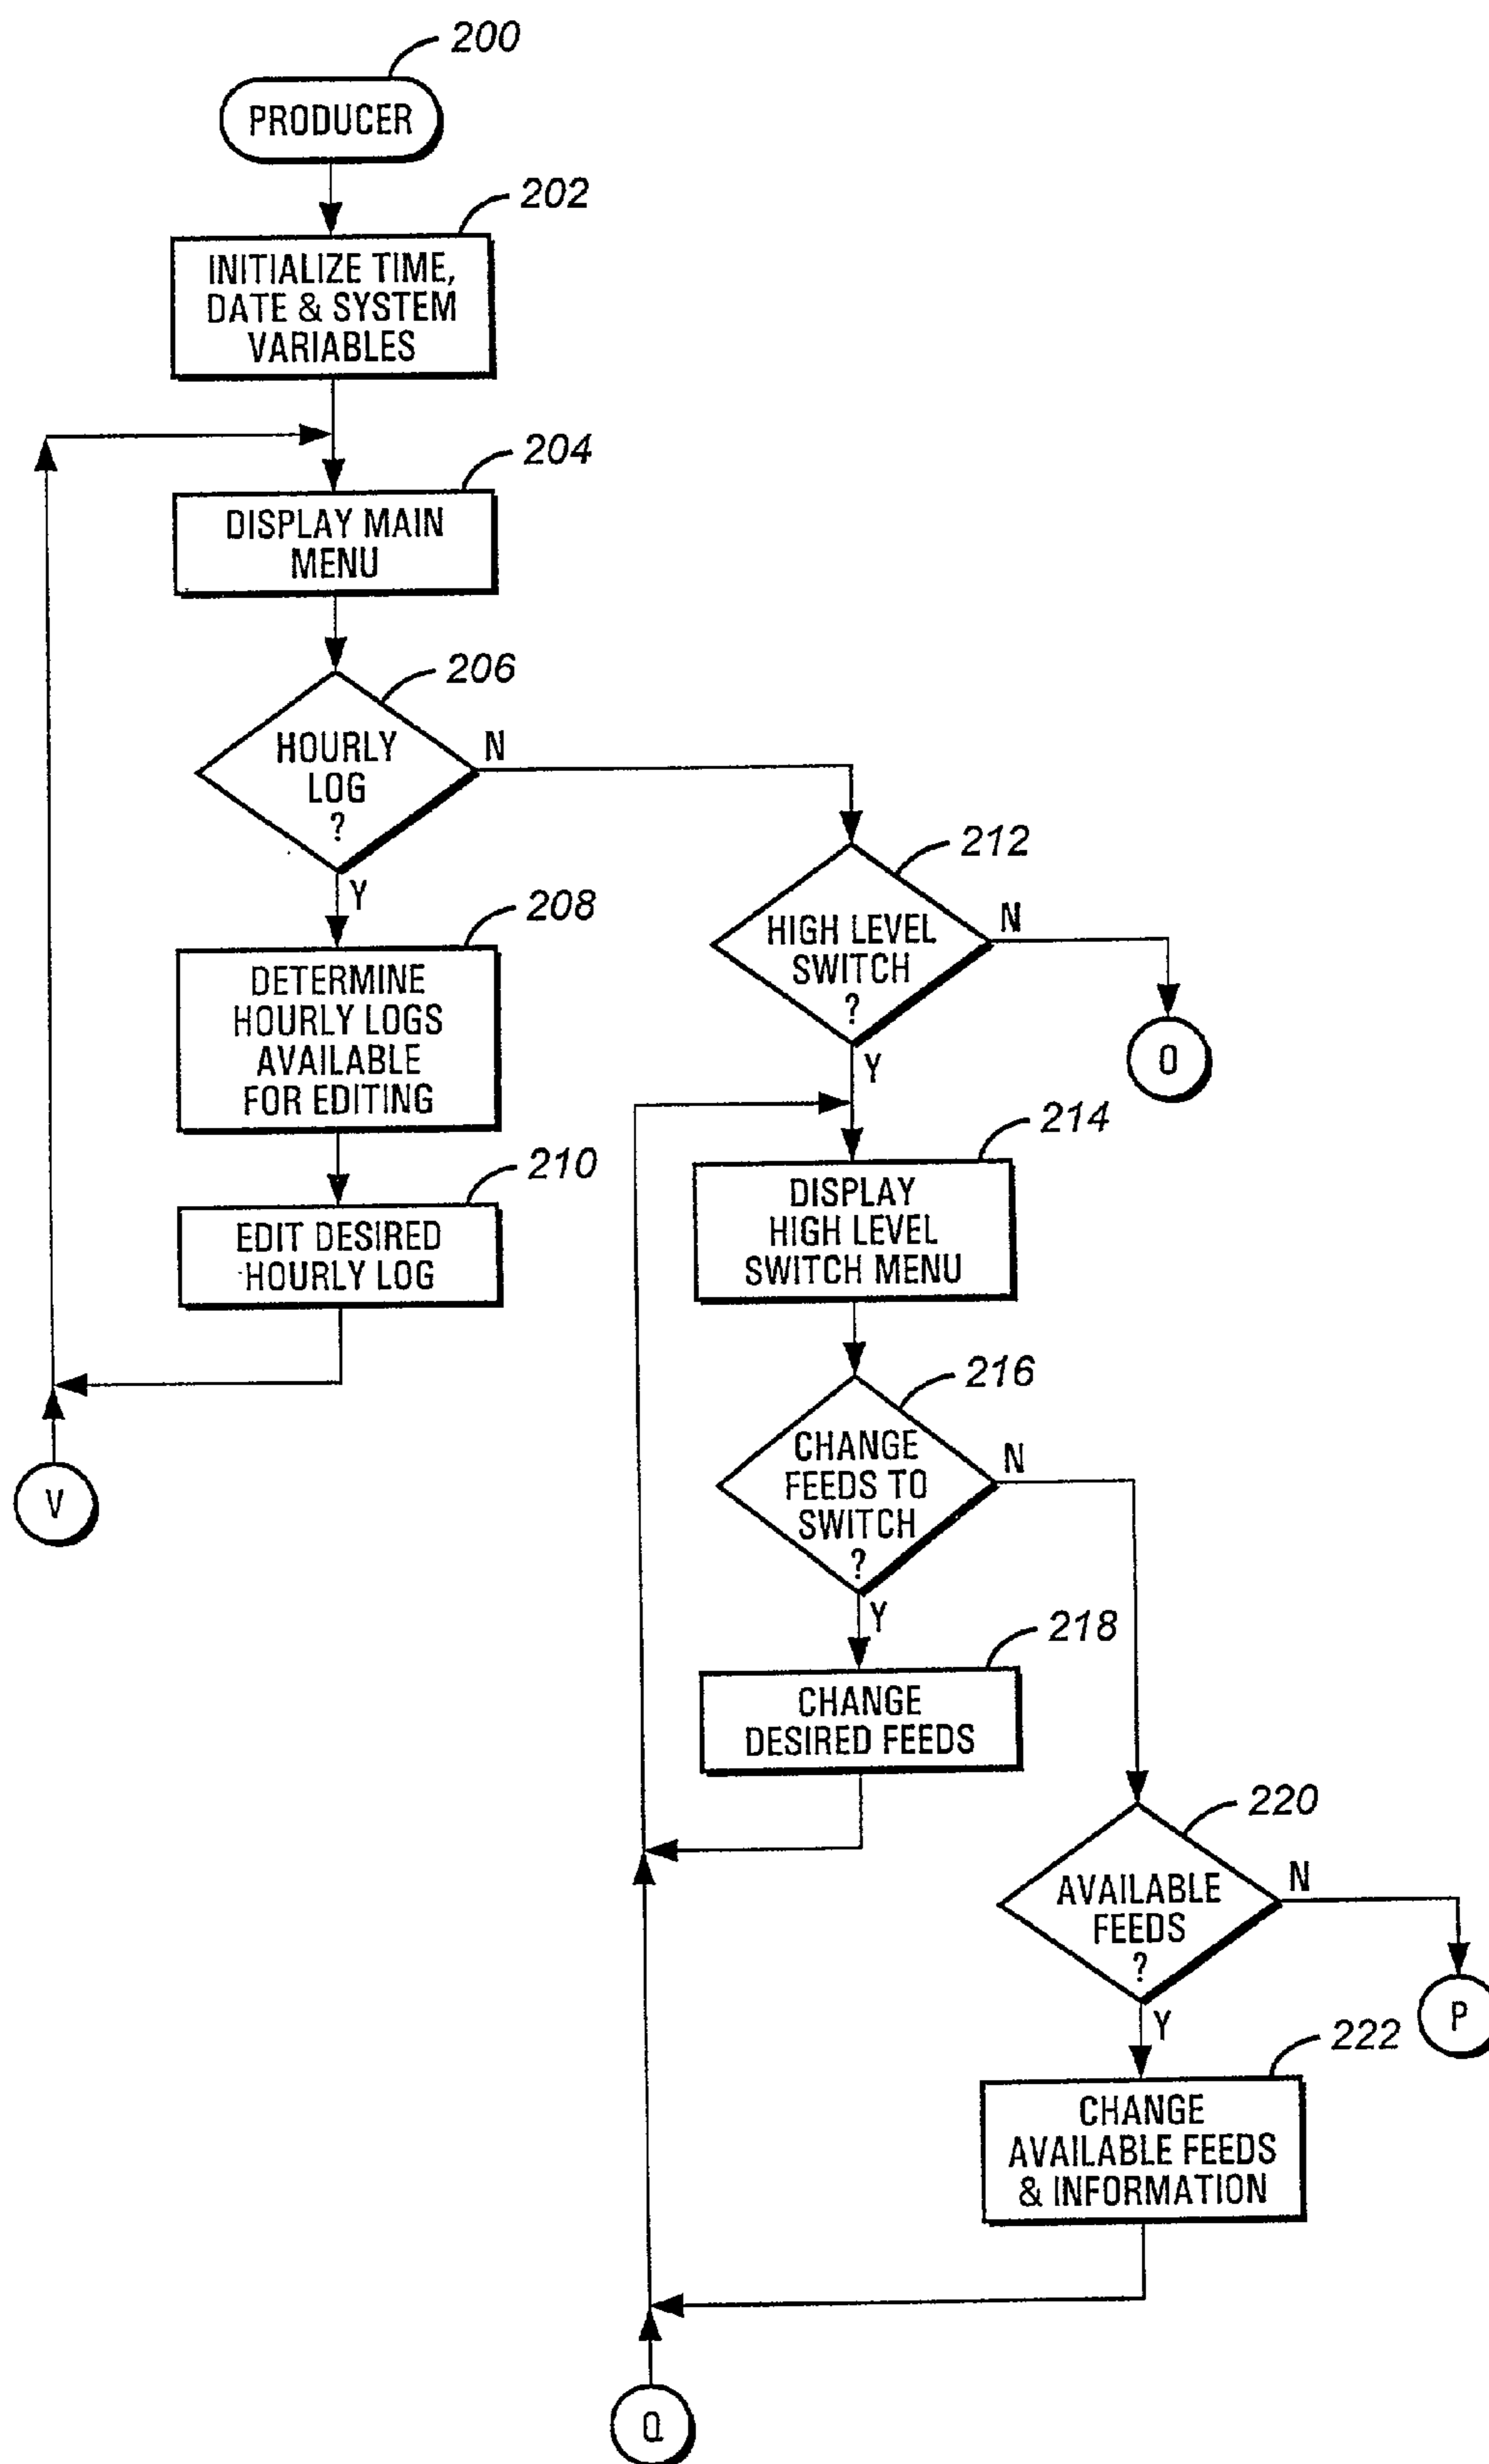 200
PRODUCER
202
INITIALIZE TIME,
DATE & SYSTEM
VARIABLES
204
DISPLAY MAIN
MENU
206
HOURLY
LOG
?
N
Y
208
DETERMINE
HOURLY LOGS
AVAILABLE
FOR EDITING
210
EDIT DESIRED
HOURLY LOG
V
212
HIGH LEVEL
SWITCH
?
N
O
Y
214
DISPLAY
HIGH LEVEL
SWITCH MENU
216
CHANGE
FEEDS TO
SWITCH
?
N
Y
218
CHANGE
DESIRED FEEDS
220
AVAILABLE
FEEDS
?
N
P
Y
222
CHANGE
AVAILABLE FEEDS
& INFORMATION
Q